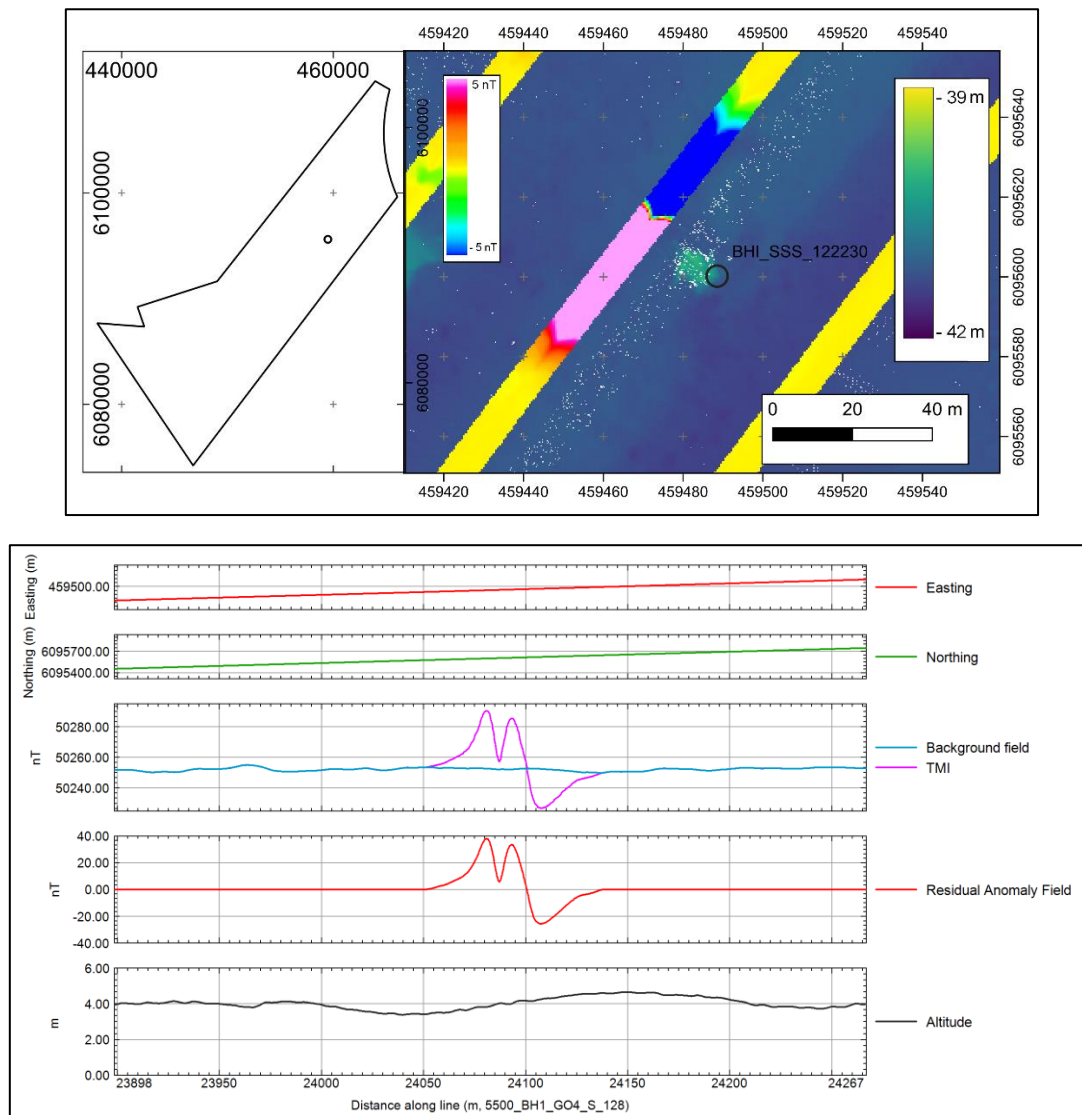 440000 460000
6100000
6080000
459420 459440 459460 459480 459500 459520 459540
5 nT
- 5 nT
6100000
6080000
- 39 m
- 42 m
BHI_SSS_122230
6095640
6095620
6095600
6095580
6095560
0 20 40 m
459420 459440 459460 459480 459500 459520 459540
Easting (m)
459500.00
Easting
Northing (m)
6095700.00
6095400.00
Northing
nT
50280.00
50260.00
50240.00
Background field
TMI
nT
40.00
20.00
0.00
-20.00
-40.00
Residual Anomaly Field
m
6.00
4.00
2.00
0.00
Altitude
23898 23950 24000 24050 24100 24150 24200 24267
Distance along line (m, 5500_BH1_GO4_S_128)